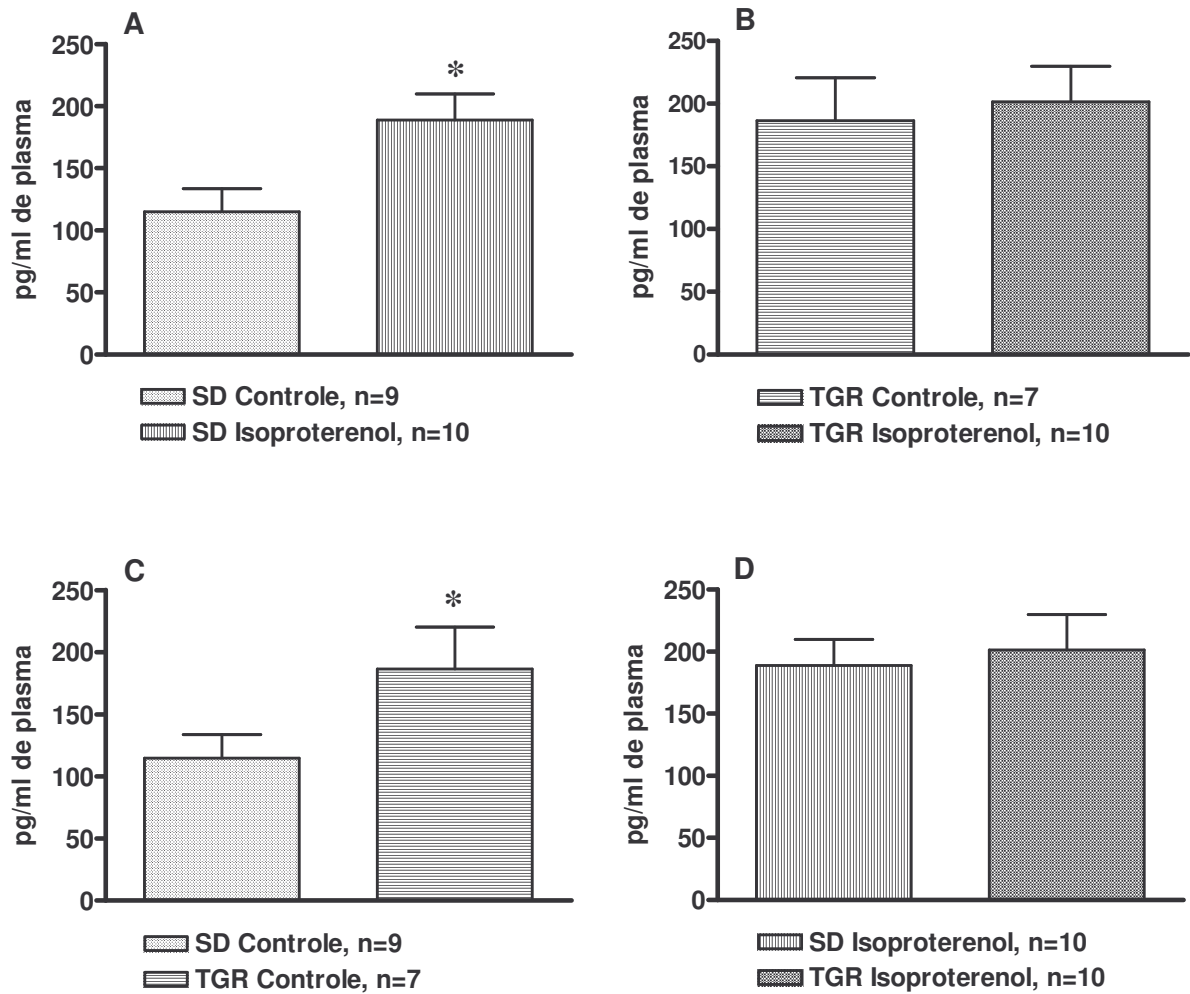 A
250
200
150
100
50
0
pg/ml de plasma
*
SD Controle, n=9
SD Isoproterenol, n=10
B
250
200
150
100
50
0
pg/ml de plasma
TGR Controle, n=7
TGR Isoproterenol, n=10
C
250
200
150
100
50
0
pg/ml de plasma
*
SD Controle, n=9
TGR Controle, n=7
D
250
200
150
100
50
0
pg/ml de plasma
SD Isoproterenol, n=10
TGR Isoproterenol, n=10